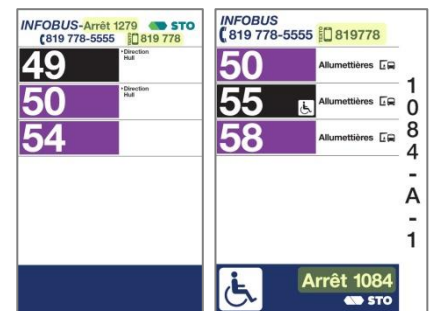 INFOBUS-Arrêt 1279 STO
819 778-5555 819 778
49
•Direction
Hull
50
•Direction
Hull
54
INFOBUS
819 778-5555 819778
50 Allumettières
55 Allumettières
58 Allumettières
1
0
8
4
-
A
-
1
Arrêt 1084
STO